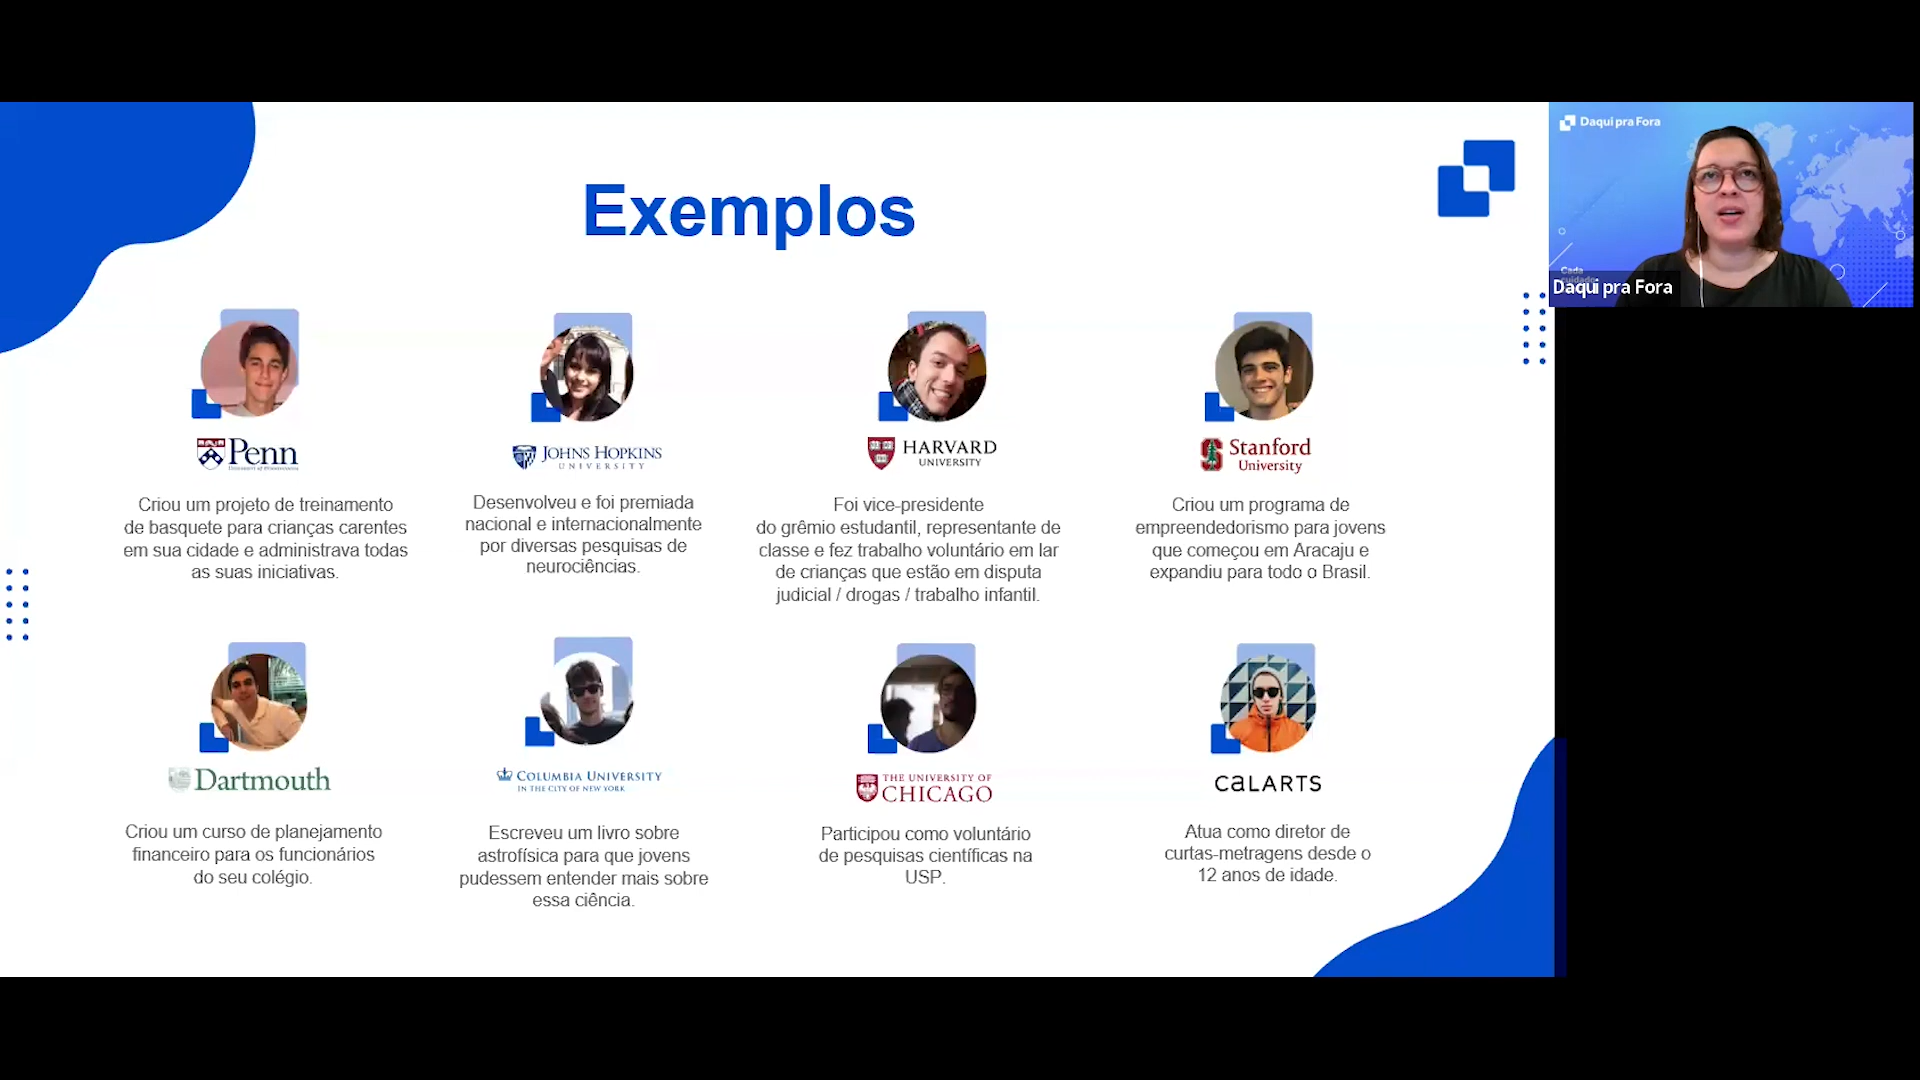 Exemplos
Daqui pra Fora
Cada
Daqui pra Fora
Penn
JOHNS HOPKINS
UNIVERSITY
HARVARD
UNIVERSITY
Stanford
University
Criou um projeto de treinamento
de basquete para crianças carentes
em sua cidade e administrava todas
as suas iniciativas.
Desenvolveu e foi premiada
nacional e internacionalmente
por diversas pesquisas de
neurociências.
Foi vice-presidente
do grêmio estudantil, representante de
classe e fez trabalho voluntário em lar
de crianças que estão em disputa
judicial / drogas / trabalho infantil.
Criou um programa de
empreendedorismo para jovens
que começou em Aracaju e
expandiu para todo o Brasil.
Dartmouth
COLUMBIA UNIVERSITY
IN THE CITY OF NEW YORK
THE UNIVERSITY OF
CHICAGO
CalARTS
Criou um curso de planejamento
financeiro para os funcionários
do seu colégio.
Escreveu um livro sobre
astrofísica para que jovens
pudessem entender mais sobre
essa ciência.
Participou como voluntário
de pesquisas científicas na
USP.
Atua como diretor de
curtas-metragens desde o
12 anos de idade.